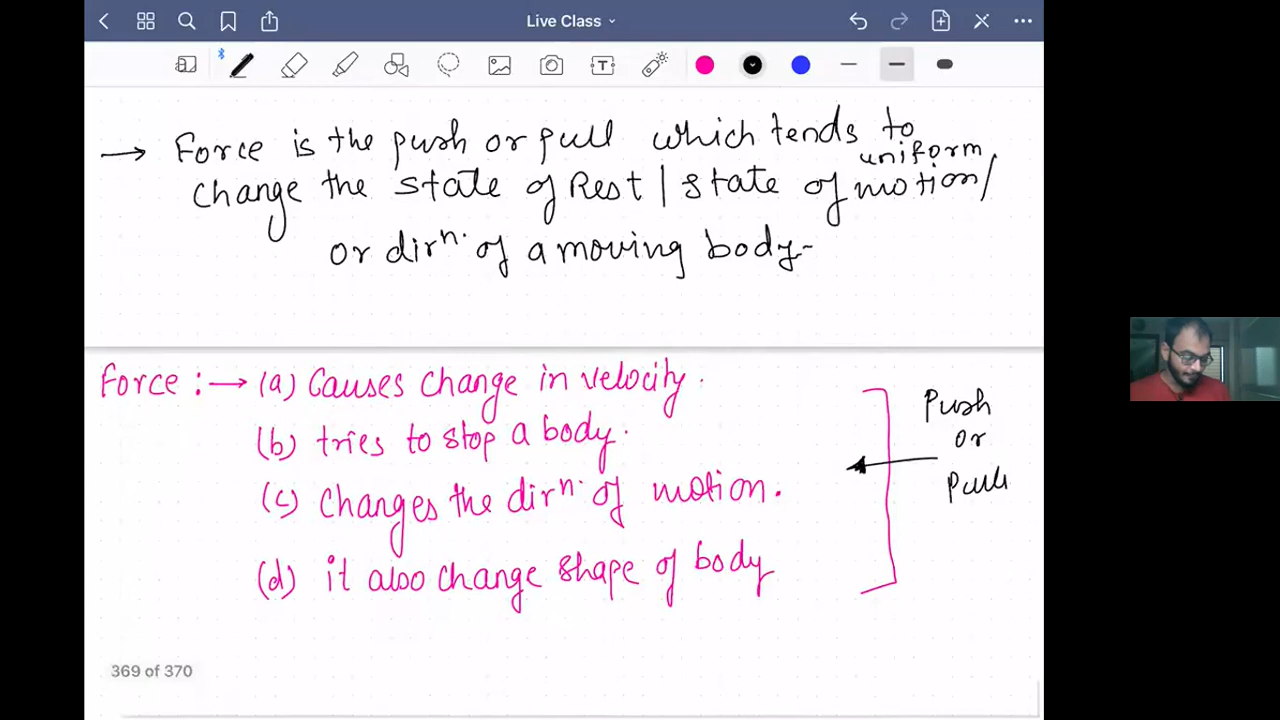 Live Class
→ Force is the push or pull which tends to
change the state of Rest | state of uniform motion/
or dirn. of a moving body-
Force :→ (a) Causes change in velocity.
(b) tries to stop a body.
(c) Changes the dirn. of motion.
(d) it also change shape of body
Push
or
Pull
369 of 370